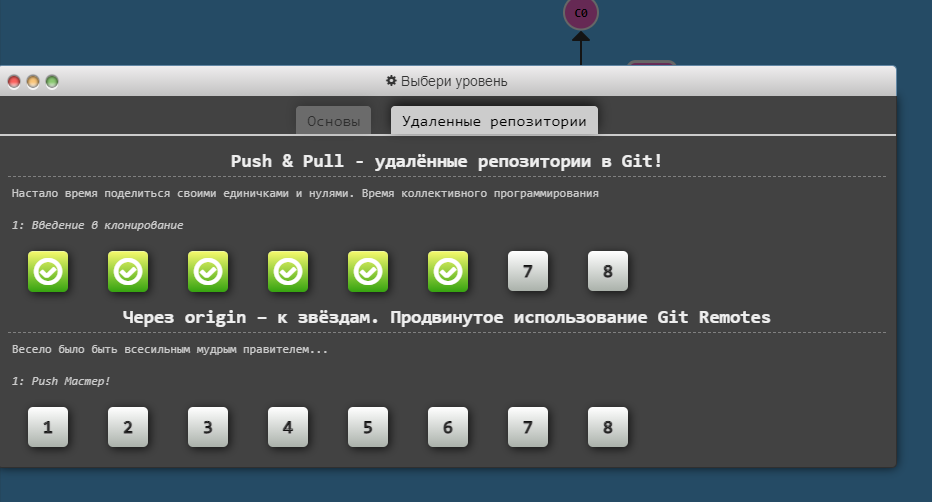 C0
Выбери уровень
Основы Удаленные репозитории
Push & Pull - удалённые репозитории в Git!
Настало время поделиться своими единичками и нулями. Время коллективного программирования
1: Введение в клонирование
7 8
Через origin – к звёздам. Продвинутое использование Git Remotes
Весело было быть всесильным мудрым правителем...
1: Push Мастер!
1 2 3 4 5 6 7 8